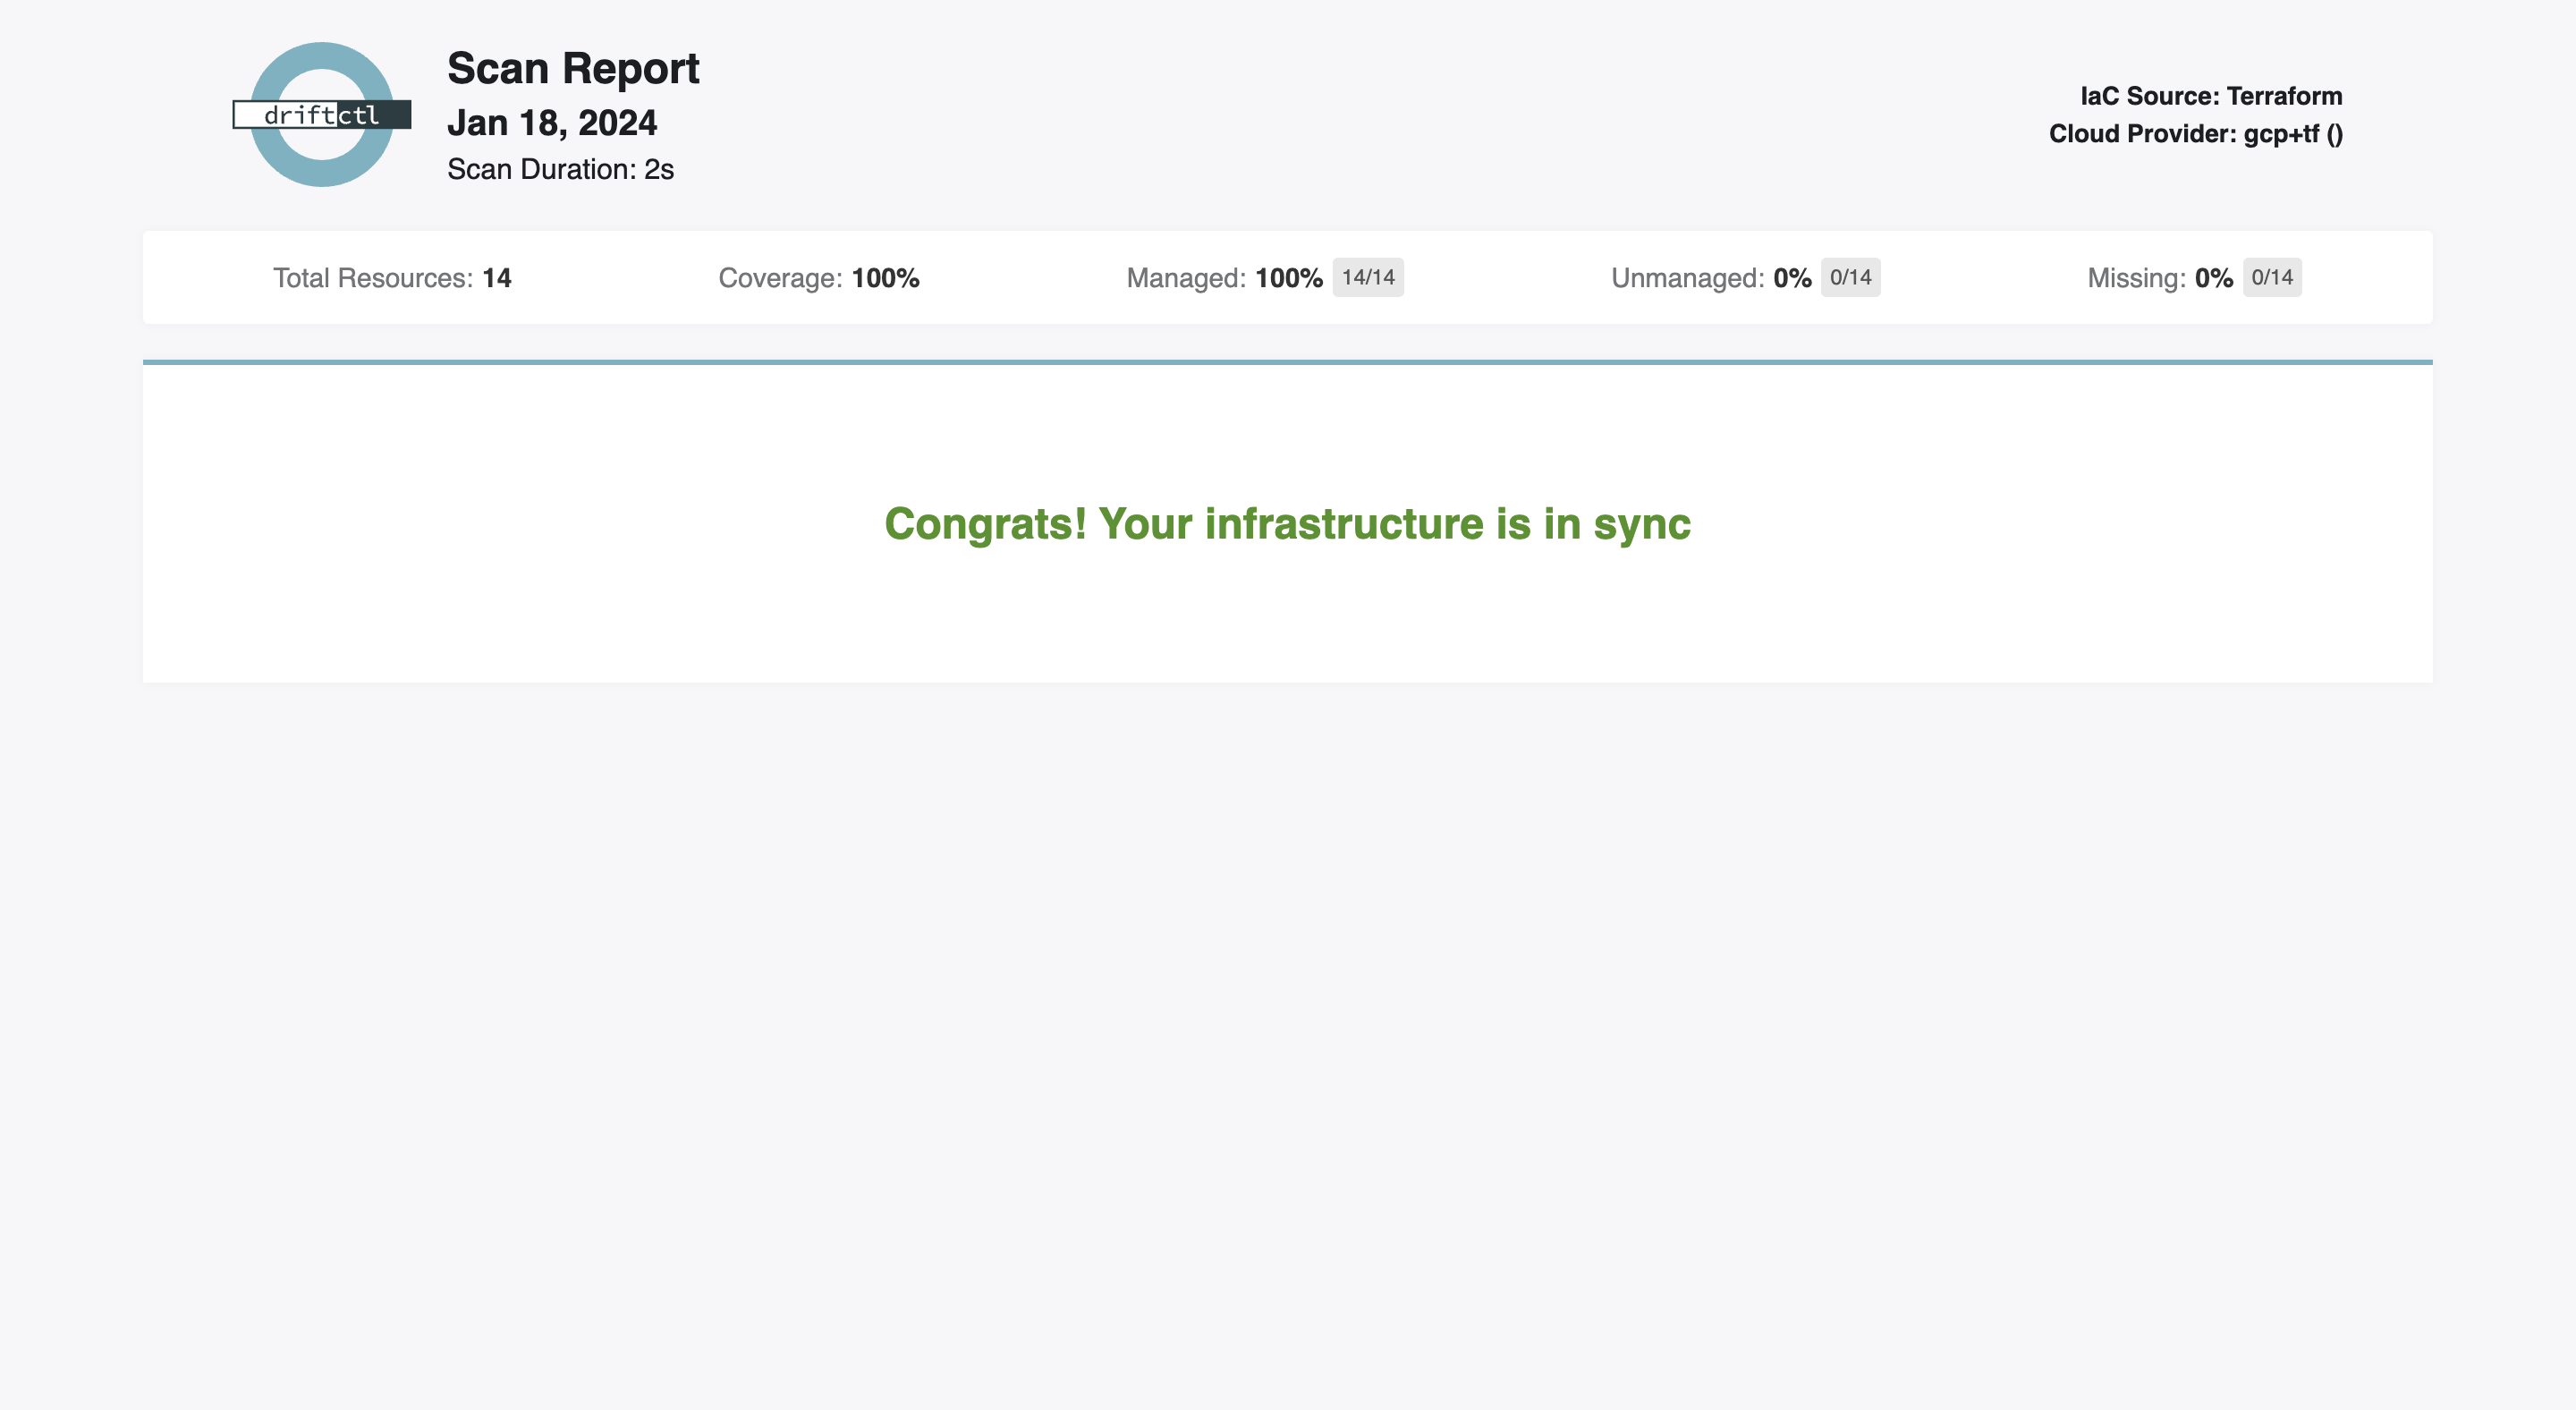 driftctl
Scan Report
Jan 18, 2024
Scan Duration: 2s
IaC Source: Terraform
Cloud Provider: gcp+tf ()
Total Resources: 14 Coverage: 100% Managed: 100% 14/14 Unmanaged: 0% 0/14 Missing: 0% 0/14
Congrats! Your infrastructure is in sync